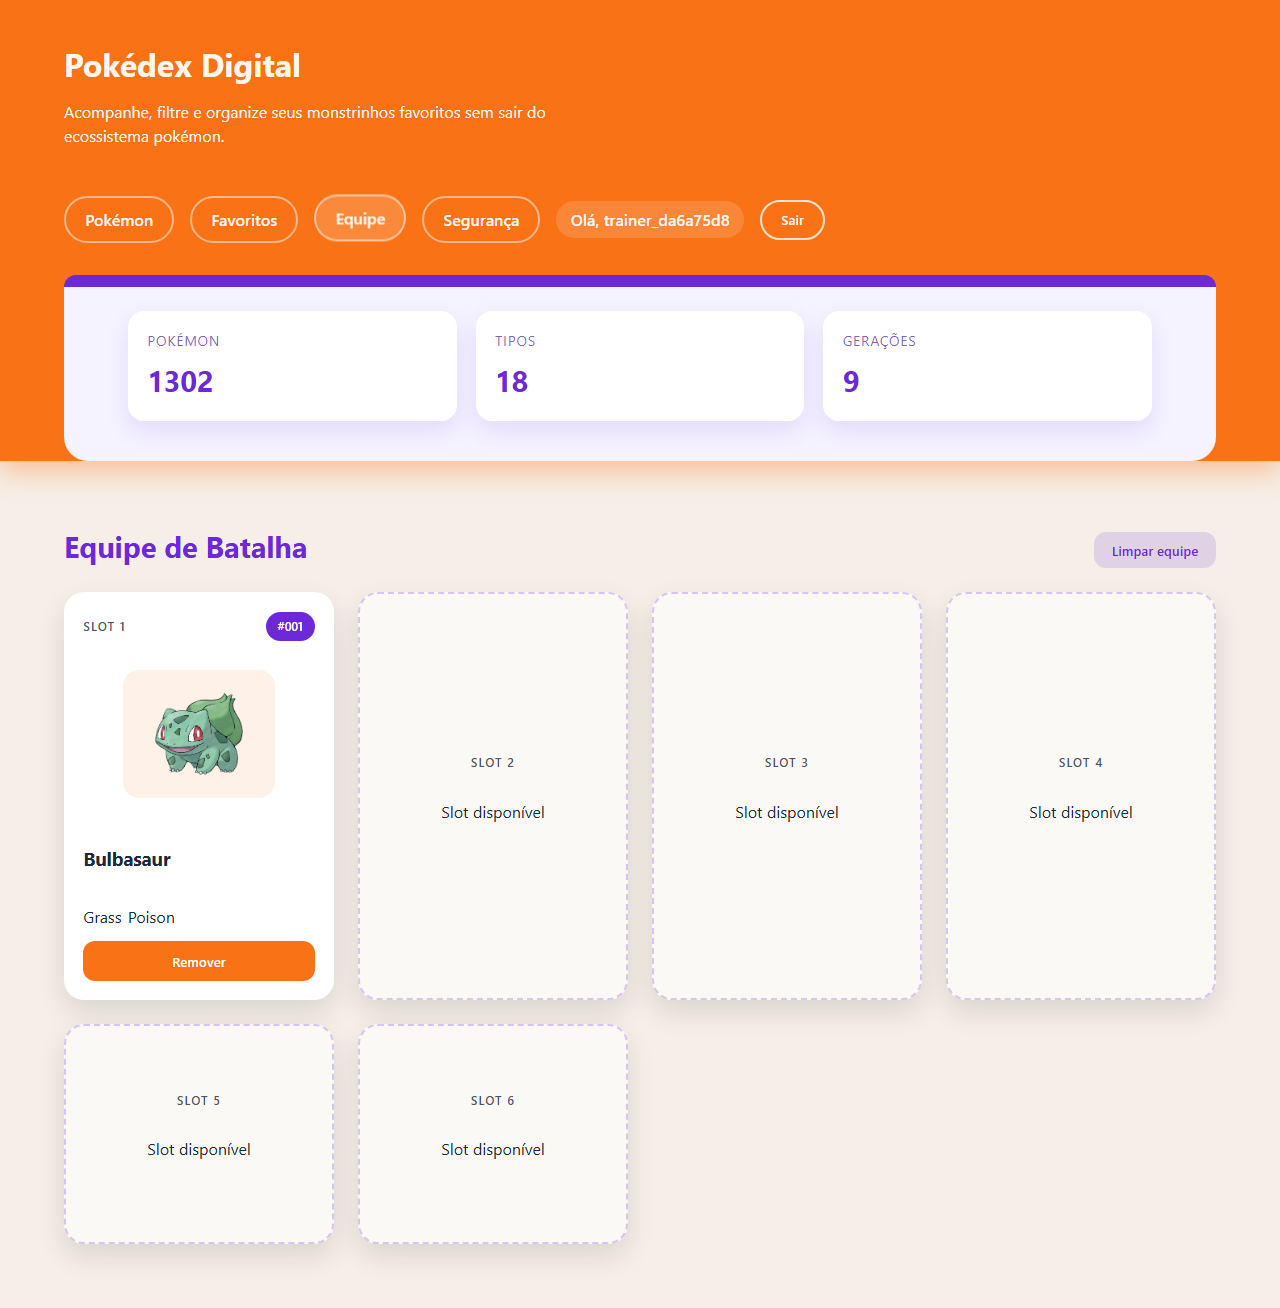 Pokédex Digital
Acompanhe, filtre e organize seus monstrinhos favoritos sem sair do
ecossistema pokémon.
Pokémon
Favoritos
Equipe
Segurança
Olá, trainer_da6a75d8
Sair
POKÉMON
1302
TIPOS
18
GERAÇÕES
9
Equipe de Batalha
Limpar equipe
SLOT 1
#001
Bulbasaur
Grass Poison
Remover
SLOT 2
Slot disponível
SLOT 3
Slot disponível
SLOT 4
Slot disponível
SLOT 5
Slot disponível
SLOT 6
Slot disponível